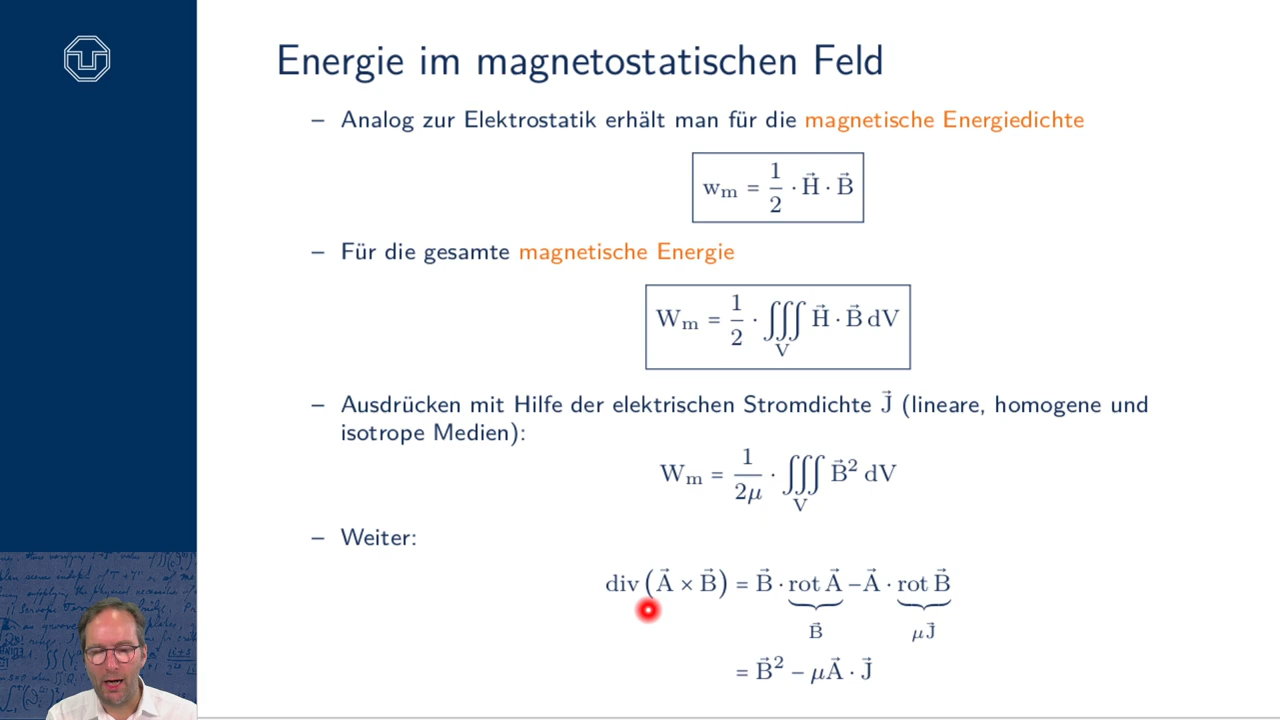 Energie im magnetostatischen Feld
– Analog zur Elektrostatik erhält man für die magnetische Energiedichte
w_m = 1/2 · H⃗ · B⃗
– Für die gesamte magnetische Energie
W_m = 1/2 · ∭_V H⃗ · B⃗ dV
– Ausdrücken mit Hilfe der elektrischen Stromdichte J⃗ (lineare, homogene und
isotrope Medien):
W_m = 1/(2μ) · ∭_V B⃗² dV
– Weiter:
div(A⃗ × B⃗) = B⃗ · rot A⃗ – A⃗ · rot B⃗
B⃗ μJ⃗
= B⃗² – μA⃗ · J⃗